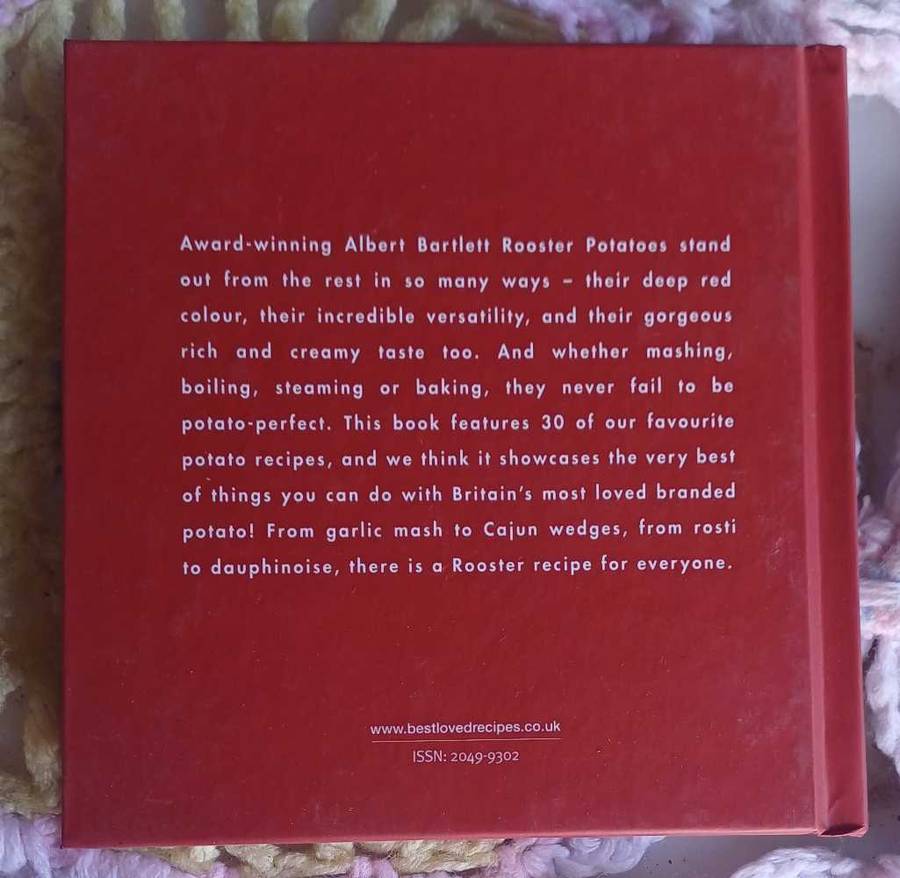 Award-winning Albert Bartlett Rooster Potatoes stand
out from the rest in so many ways – their deep red
colour, their incredible versatility, and their gorgeous
rich and creamy taste too. And whether mashing,
boiling, steaming or baking, they never fail to be
potato-perfect. This book features 30 of our favourite
potato recipes, and we think it showcases the very best
of things you can do with Britain's most loved branded
potato! From garlic mash to Cajun wedges, from rosti
to dauphinoise, there is a Rooster recipe for everyone.
www.bestlovedrecipes.co.uk
ISSN: 2049-9302